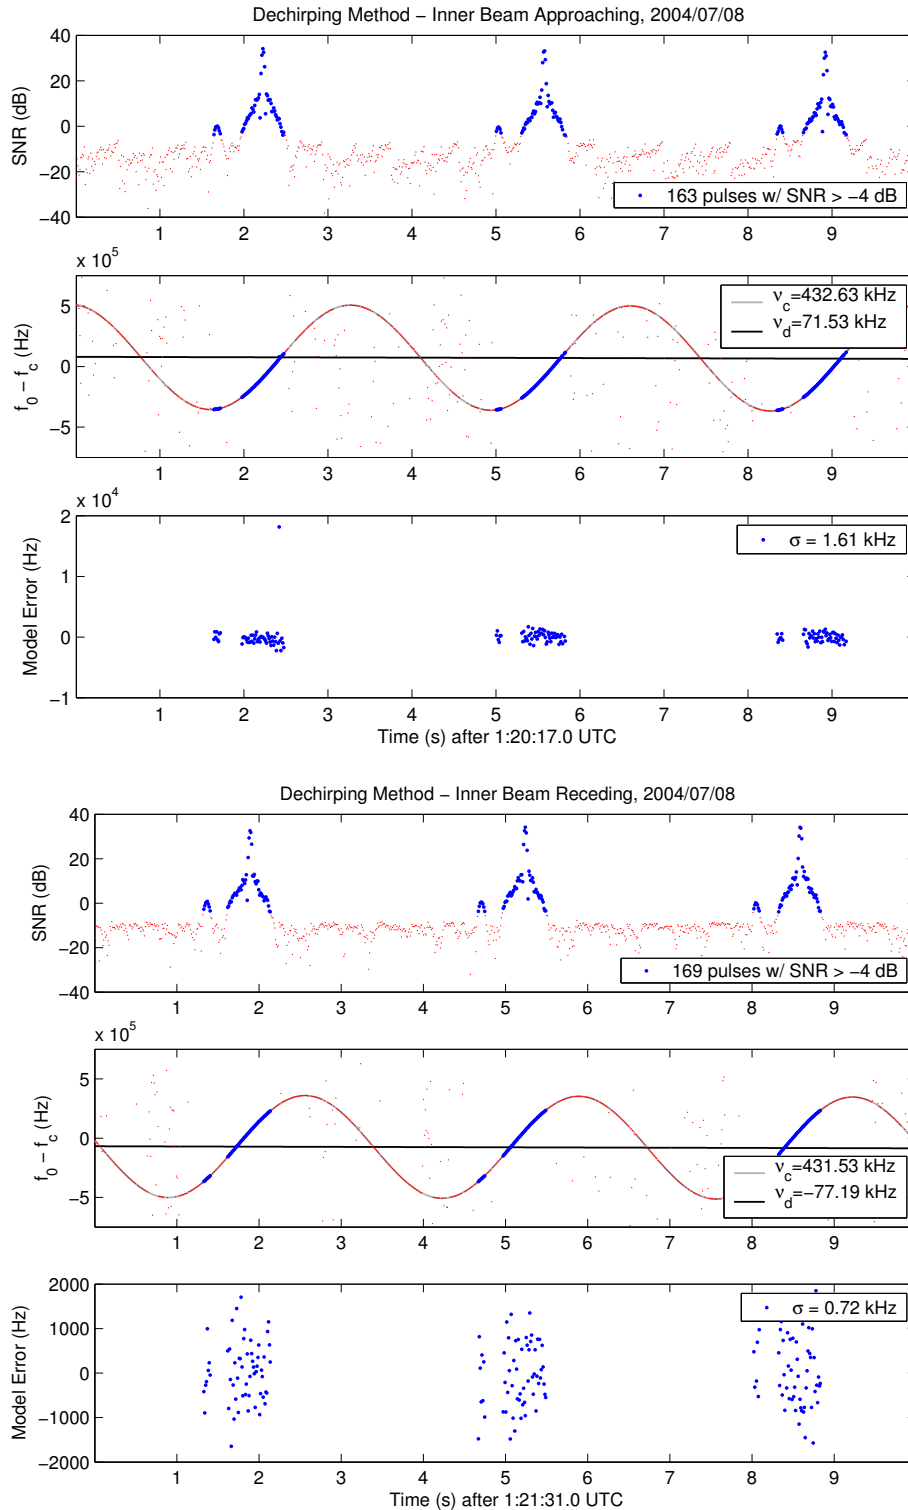 Dechirping Method − Inner Beam Approaching, 2004/07/08
40
20
0
−20
−40
SNR (dB)
163 pulses w/ SNR > −4 dB
1 2 3 4 5 6 7 8 9
x 10^5
5
0
−5
f_0 − f_c (Hz)
ν_c=432.63 kHz
ν_d=71.53 kHz
1 2 3 4 5 6 7 8 9
x 10^4
2
1
0
−1
Model Error (Hz)
σ = 1.61 kHz
1 2 3 4 5 6 7 8 9
Time (s) after 1:20:17.0 UTC
Dechirping Method − Inner Beam Receding, 2004/07/08
40
20
0
−20
−40
SNR (dB)
169 pulses w/ SNR > −4 dB
1 2 3 4 5 6 7 8 9
x 10^5
5
0
−5
f_0 − f_c (Hz)
ν_c=431.53 kHz
ν_d=−77.19 kHz
1 2 3 4 5 6 7 8 9
2000
1000
0
−1000
−2000
Model Error (Hz)
σ = 0.72 kHz
1 2 3 4 5 6 7 8 9
Time (s) after 1:21:31.0 UTC